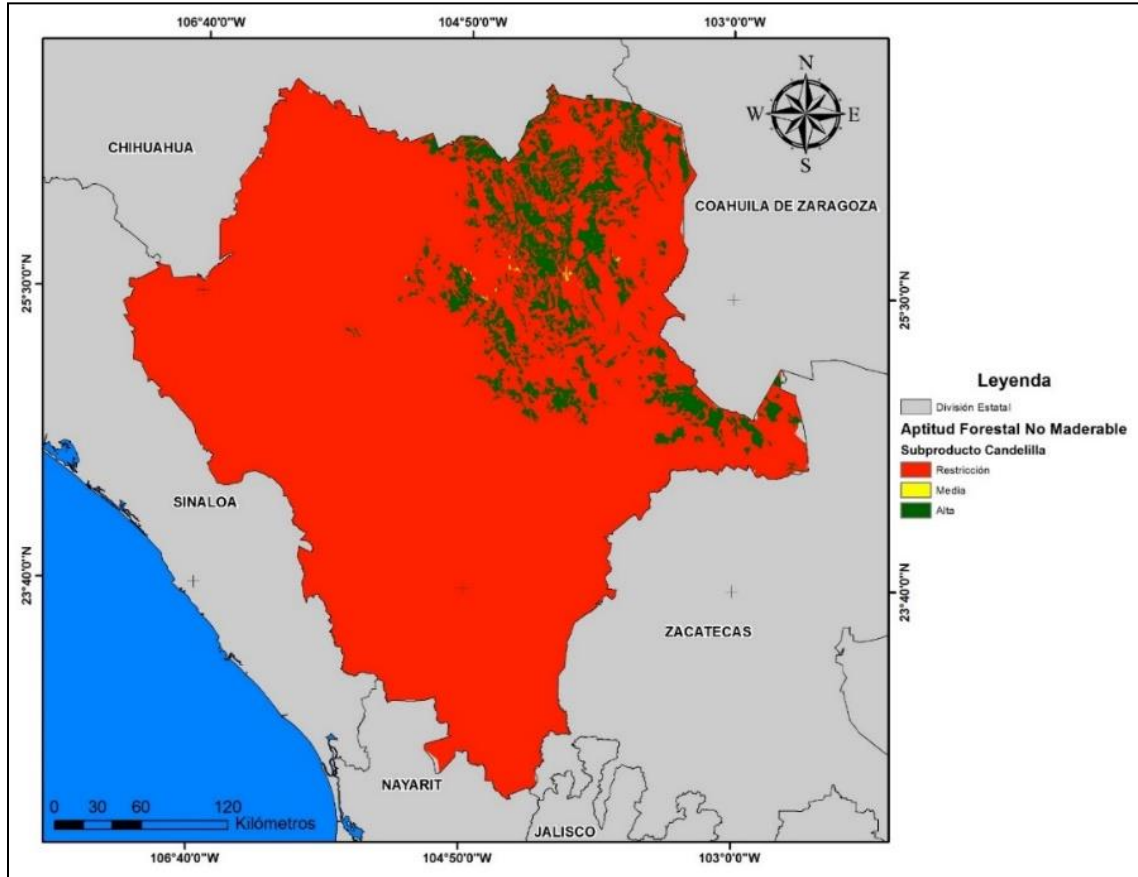 106°40'0"W 104°50'0"W 103°0'0"W
N
W E
S
CHIHUAHUA
COAHUILA DE ZARAGOZA
25°30'0"N 25°30'0"N
Leyenda
División Estatal
Aptitud Forestal No Maderable
Subproducto Candelilla
Restricción
Media
Alta
SINALOA
23°40'0"N 23°40'0"N
ZACATECAS
NAYARIT
0 30 60 120
Kilómetros
JALISCO
106°40'0"W 104°50'0"W 103°0'0"W